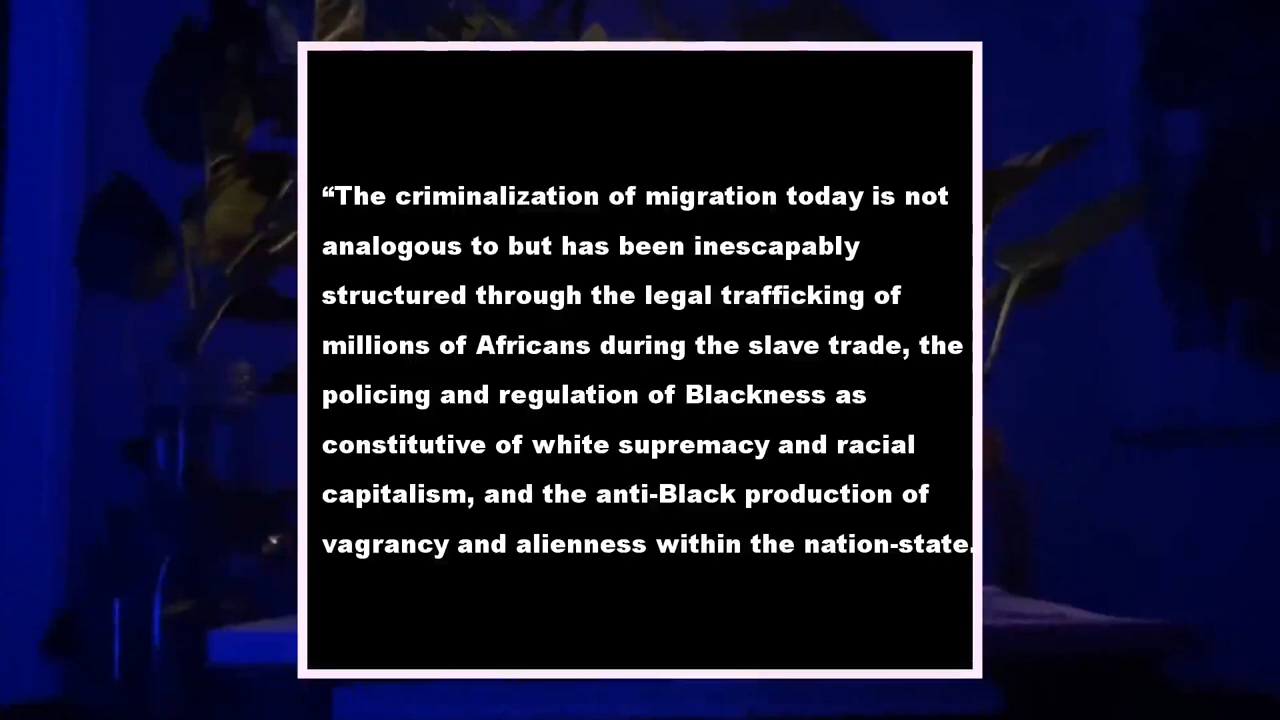 “The criminalization of migration today is not
analogous to but has been inescapably
structured through the legal trafficking of
millions of Africans during the slave trade, the
policing and regulation of Blackness as
constitutive of white supremacy and racial
capitalism, and the anti-Black production of
vagrancy and alienness within the nation-state.